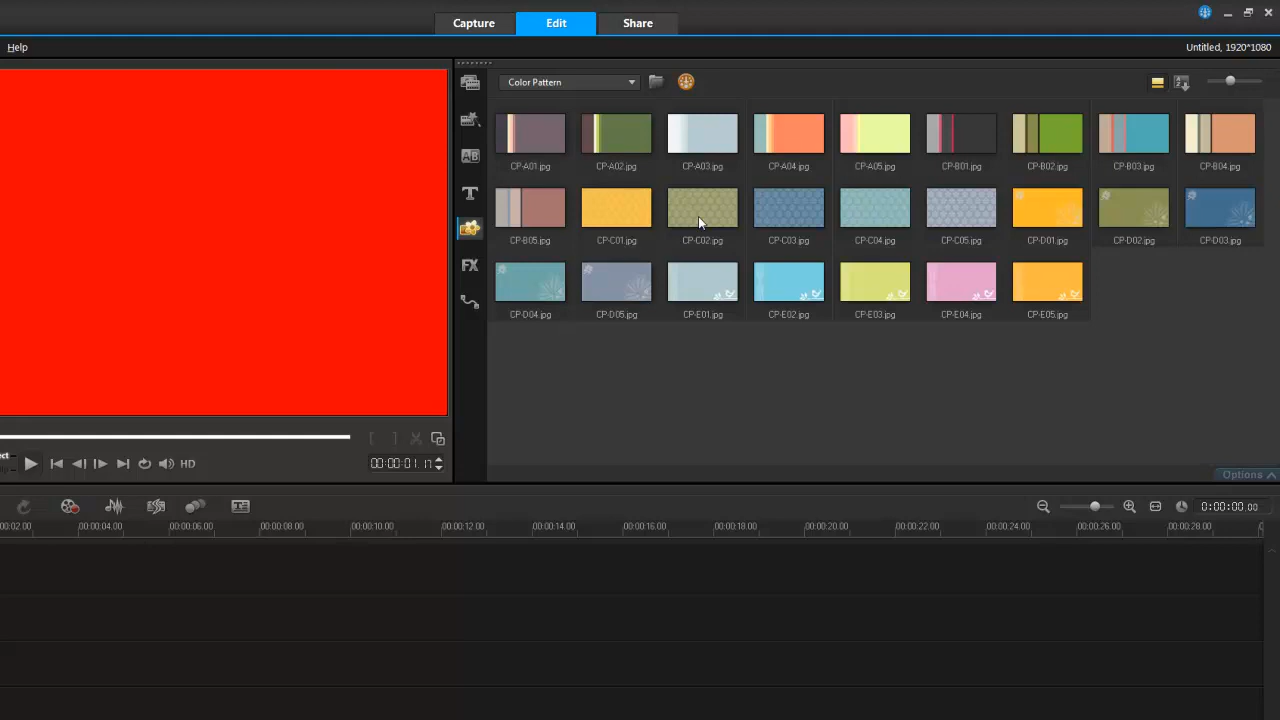 Capture Edit Share
Help Untitled, 1920*1080
Color Pattern
CP-A01.jpg CP-A02.jpg CP-A03.jpg CP-A04.jpg CP-A05.jpg CP-B01.jpg CP-B02.jpg CP-B03.jpg CP-B04.jpg
AB
T
CP-B05.jpg CP-C01.jpg CP-C02.jpg CP-C03.jpg CP-C04.jpg CP-C05.jpg CP-D01.jpg CP-D02.jpg CP-D03.jpg
FX
CP-D04.jpg CP-D05.jpg CP-E01.jpg CP-E02.jpg CP-E03.jpg CP-E04.jpg CP-E05.jpg
ect
HD 00:00:01.17
Options
0:00:00.00
:00:02.00 00:00:04.00 00:00:06.00 00:00:08.00 00:00:10.00 00:00:12.00 00:00:14.00 00:00:16.00 00:00:18.00 00:00:20.00 00:00:22.00 00:00:24.00 00:00:26.00 00:00:28.00